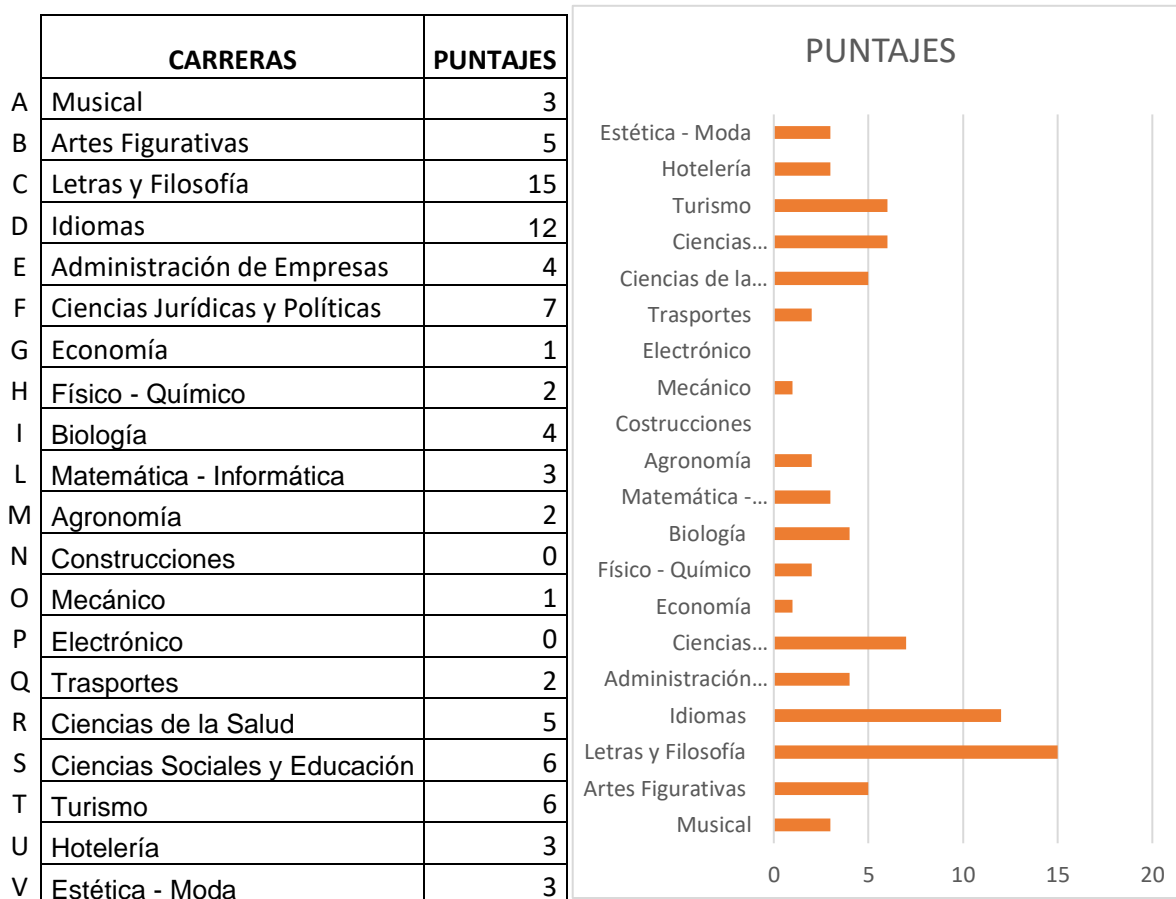 CARRERAS PUNTAJES
A Musical 3
B Artes Figurativas 5
C Letras y Filosofía 15
D Idiomas 12
E Administración de Empresas 4
F Ciencias Jurídicas y Políticas 7
G Economía 1
H Físico - Químico 2
I Biología 4
L Matemática - Informática 3
M Agronomía 2
N Construcciones 0
O Mecánico 1
P Electrónico 0
Q Trasportes 2
R Ciencias de la Salud 5
S Ciencias Sociales y Educación 6
T Turismo 6
U Hotelería 3
V Estética - Moda 3
PUNTAJES
Estética - Moda
Hotelería
Turismo
Ciencias...
Ciencias de la...
Trasportes
Electrónico
Mecánico
Costrucciones
Agronomía
Matemática -...
Biología
Físico - Químico
Economía
Ciencias...
Administración...
Idiomas
Letras y Filosofía
Artes Figurativas
Musical
0 5 10 15 20